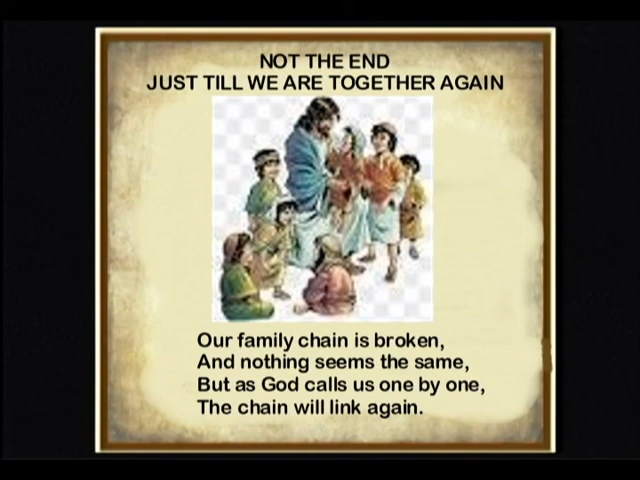 NOT THE END
JUST TILL WE ARE TOGETHER AGAIN
Our family chain is broken,
And nothing seems the same,
But as God calls us one by one,
The chain will link again.